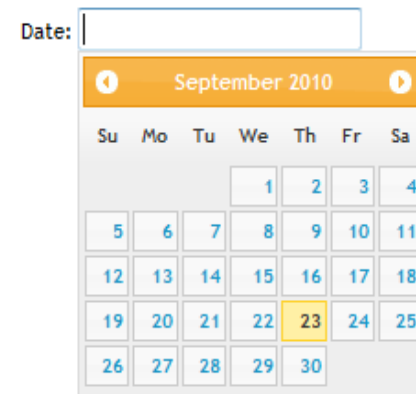 Date:
September 2010
Su Mo Tu We Th Fr Sa
1 2 3 4
5 6 7 8 9 10 11
12 13 14 15 16 17 18
19 20 21 22 23 24 25
26 27 28 29 30